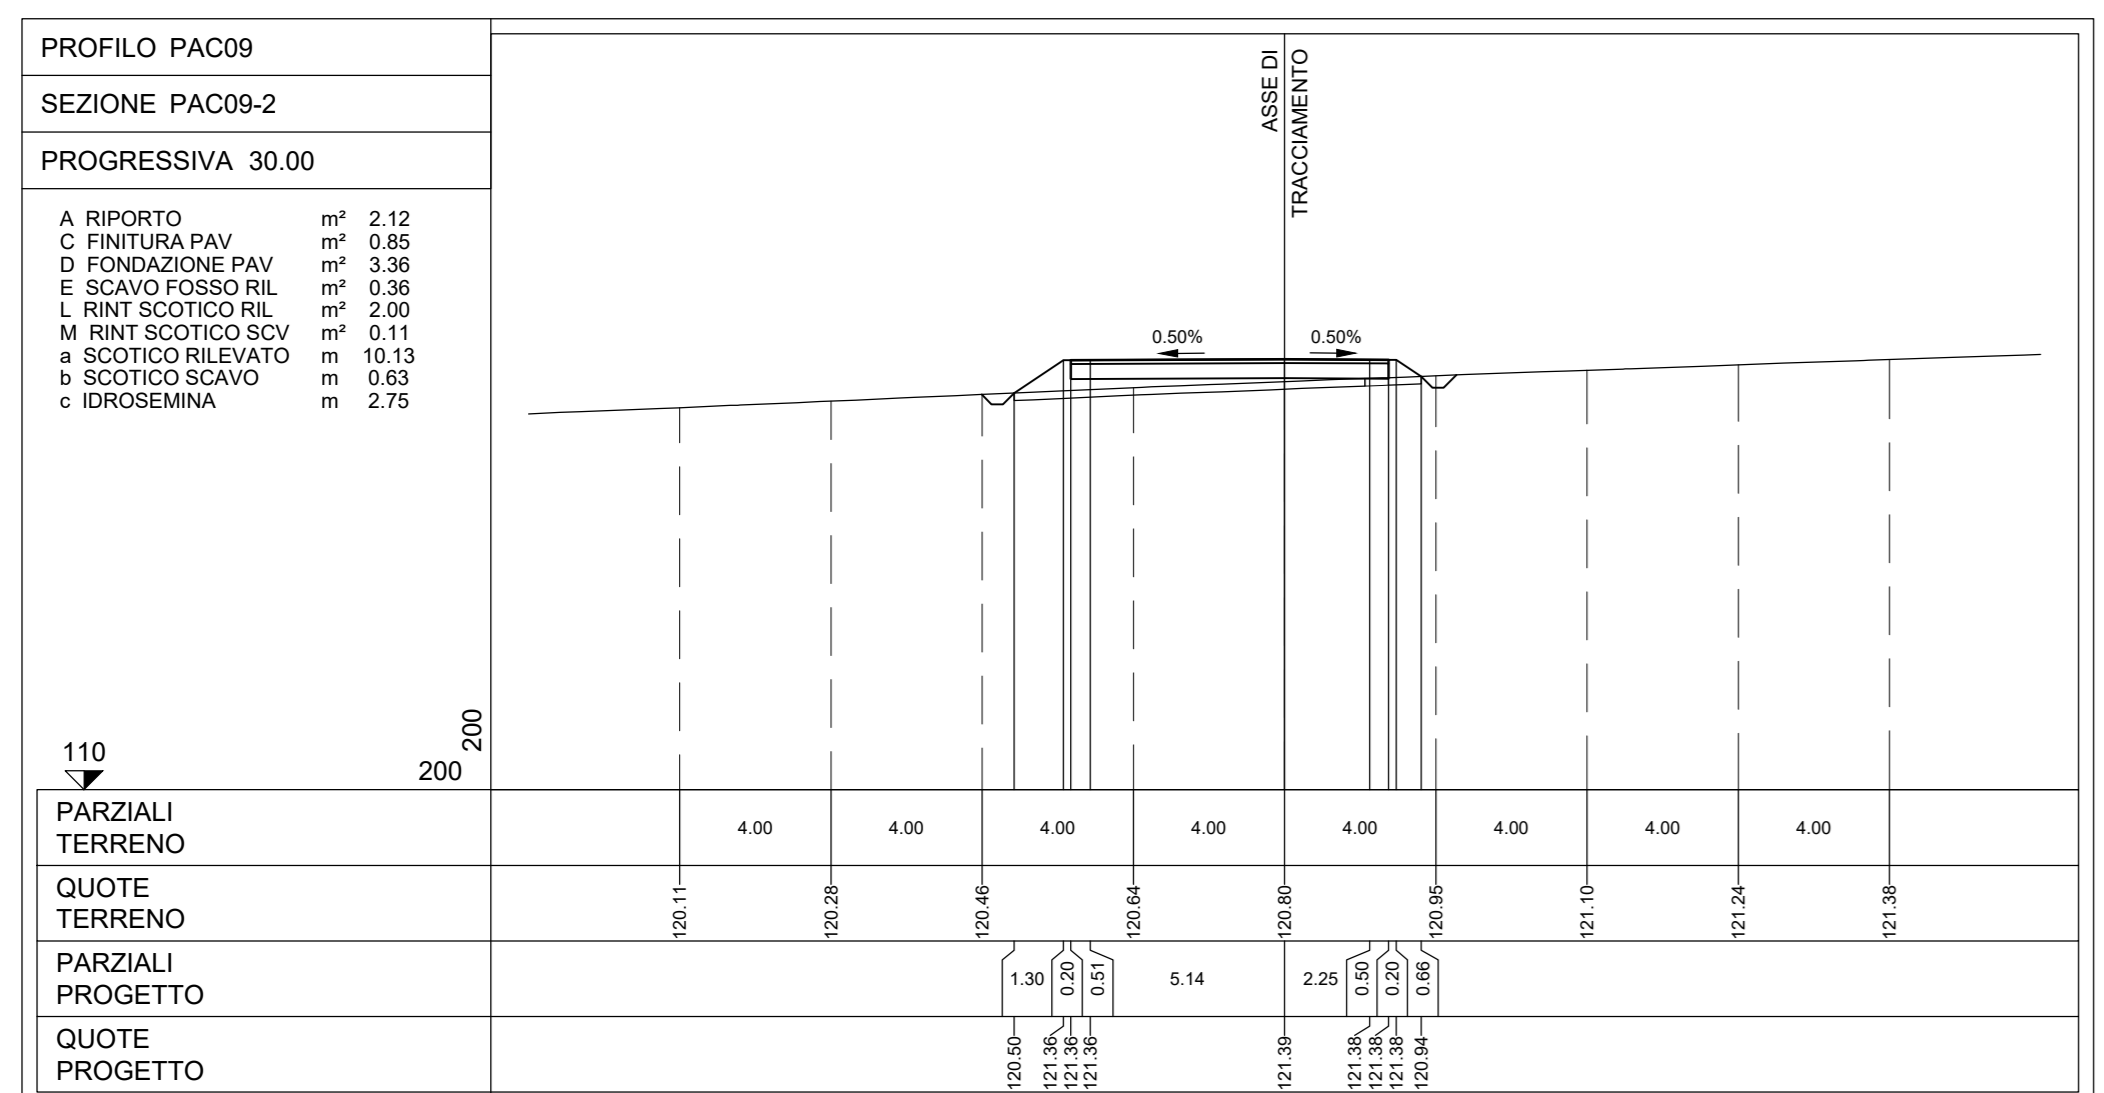 PROFILO PAC09
SEZIONE PAC09-2
PROGRESSIVA 30.00
A RIPORTO m² 2.12
C FINITURA PAV m² 0.85
D FONDAZIONE PAV m² 3.36
E SCAVO FOSSO RIL m² 0.36
L RINT SCOTICO RIL m² 2.00
M RINT SCOTICO SCV m² 0.11
a SCOTICO RILEVATO m 10.13
b SCOTICO SCAVO m 0.63
c IDROSEMINA m 2.75
ASSE DI
TRACCIAMENTO
0.50% 0.50%
110
200
200
PARZIALI
TERRENO
4.00 4.00 4.00 4.00 4.00 4.00 4.00 4.00
QUOTE
TERRENO
120.11 120.28 120.46 120.64 120.80 120.95 121.10 121.24 121.38
PARZIALI
PROGETTO
1.30 0.20 0.51 5.14 2.25 0.50 0.20 0.66
QUOTE
PROGETTO
120.50 121.36 121.36 121.36 121.39 121.38 121.38 121.38 120.94